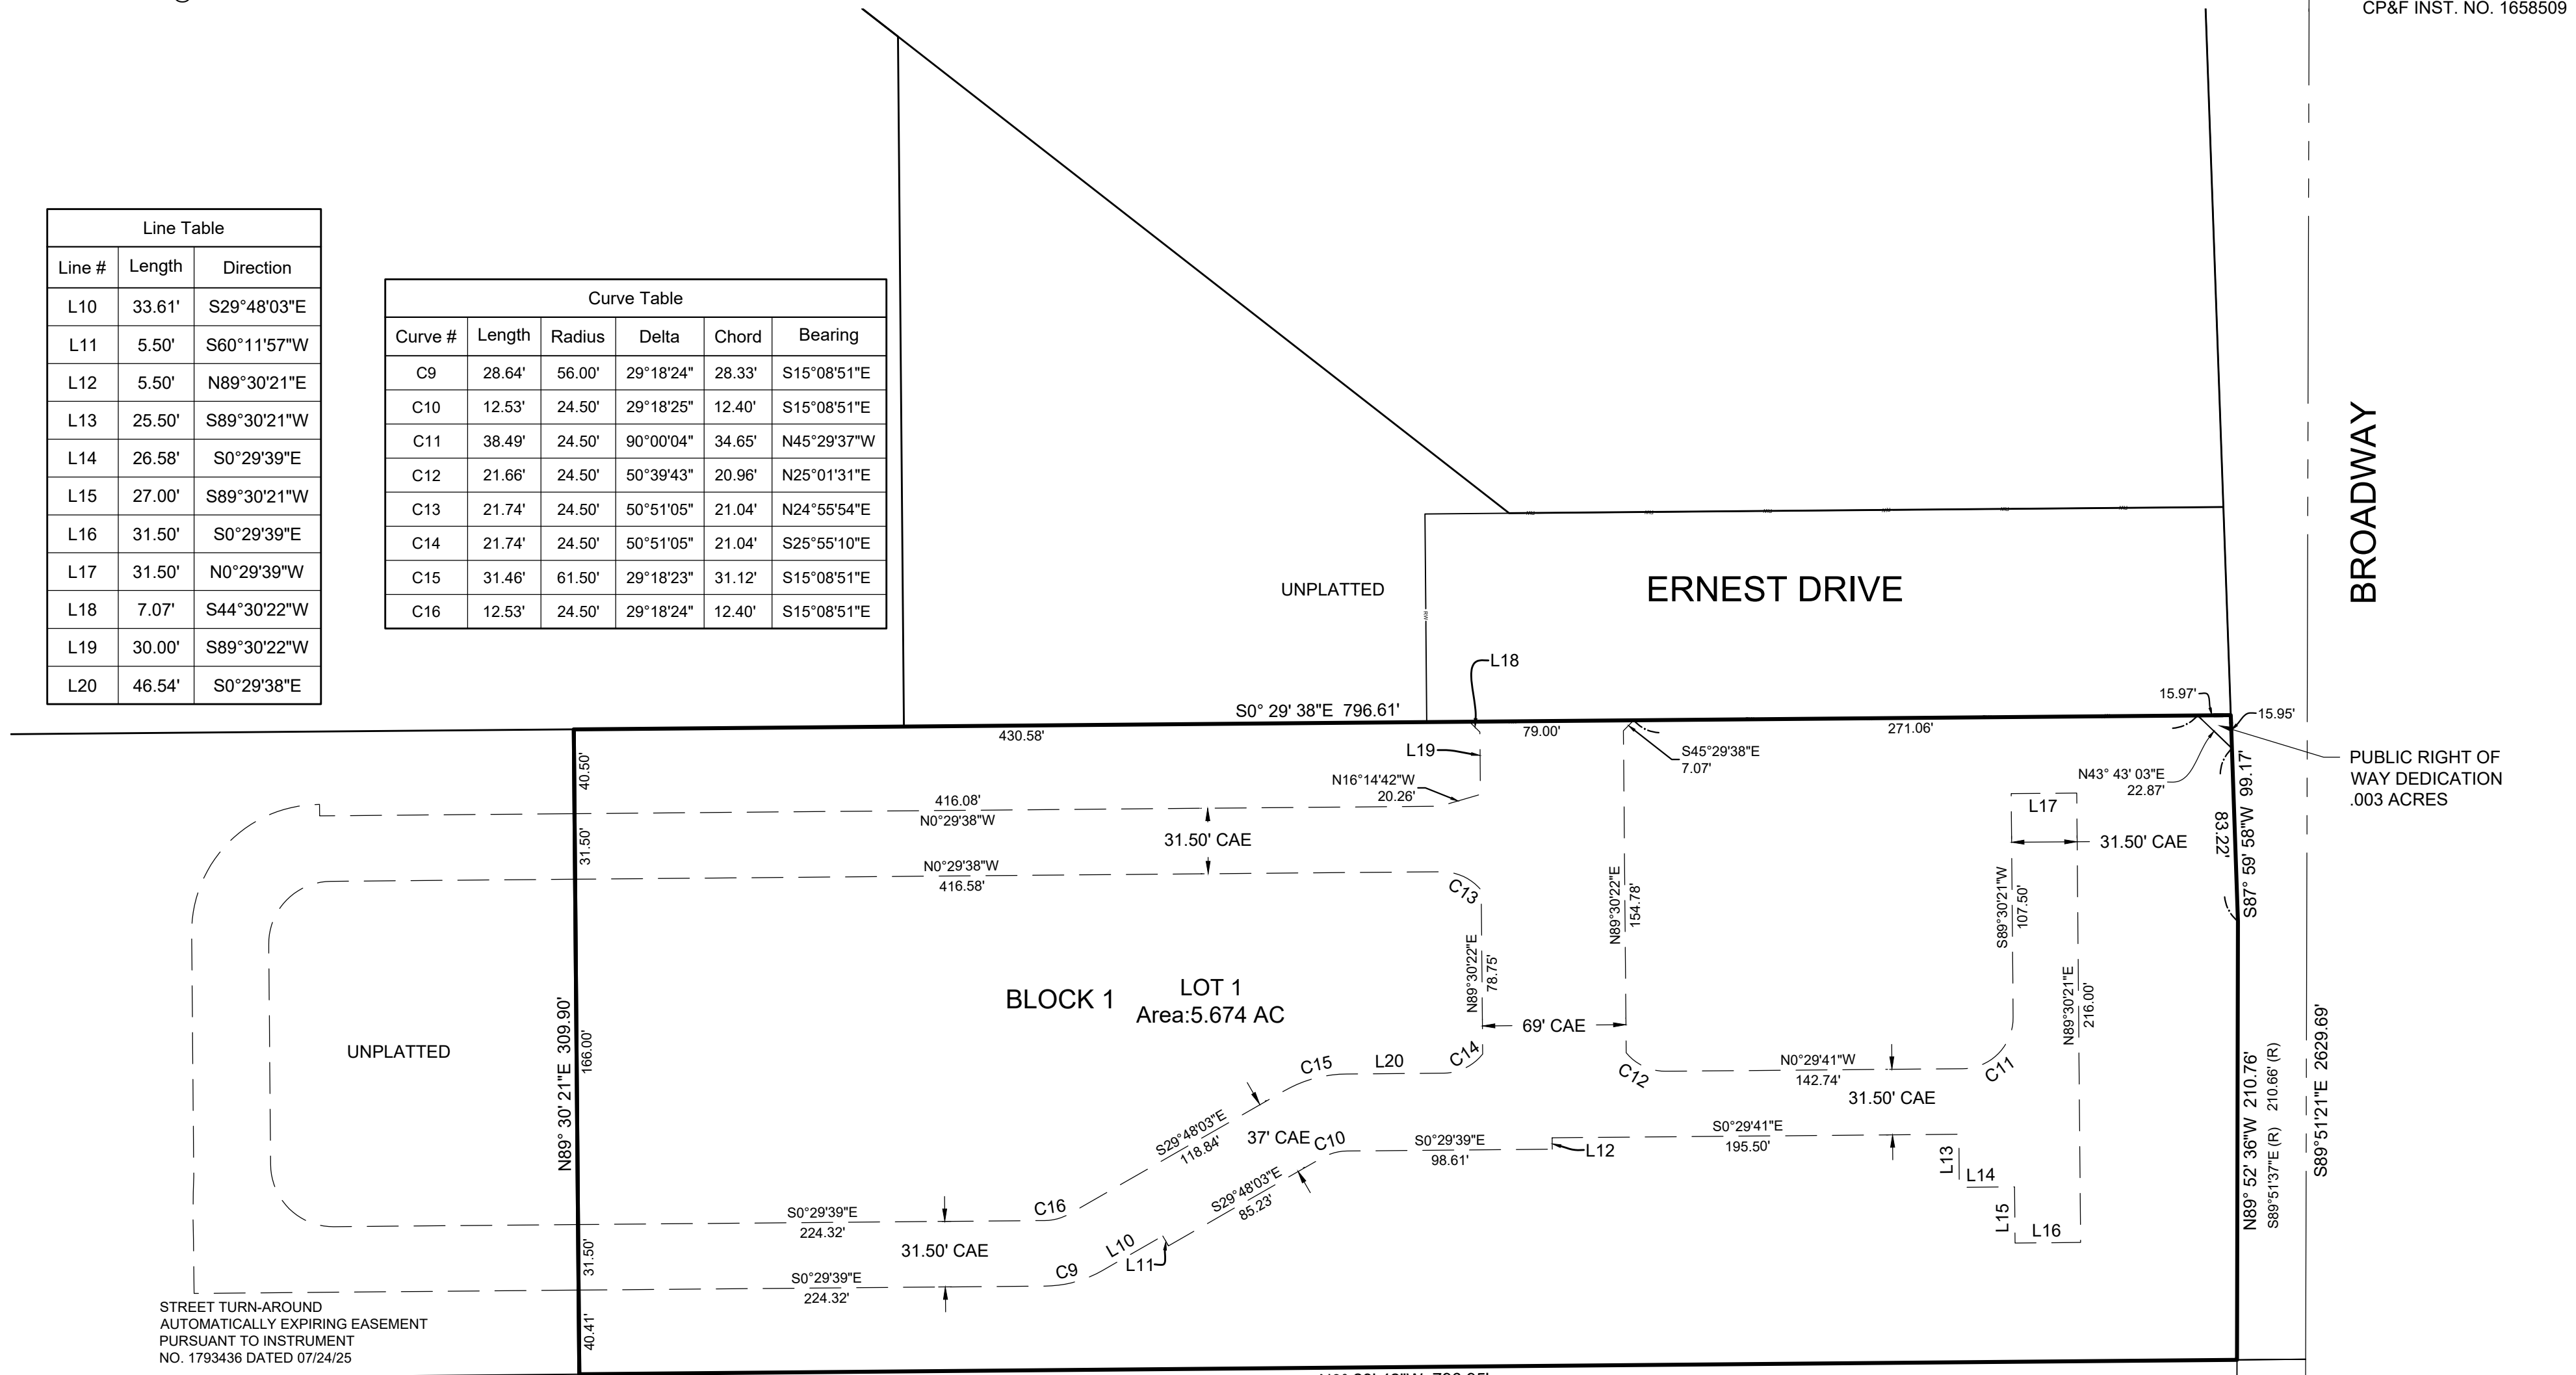 CP&F INST. NO. 1658509
Line Table
Line # Length Direction
L10 33.61' S29°48'03"E
L11 5.50' S60°11'57"W
L12 5.50' N89°30'21"E
L13 25.50' S89°30'21"W
L14 26.58' S0°29'39"E
L15 27.00' S89°30'21"W
L16 31.50' S0°29'39"E
L17 31.50' N0°29'39"W
L18 7.07' S44°30'22"W
L19 30.00' S89°30'22"W
L20 46.54' S0°29'38"E
Curve Table
Curve # Length Radius Delta Chord Bearing
C9 28.64' 56.00' 29°18'24" 28.33' S15°08'51"E
C10 12.53' 24.50' 29°18'25" 12.40' S15°08'51"E
C11 38.49' 24.50' 90°00'04" 34.65' N45°29'37"W
C12 21.66' 24.50' 50°39'43" 20.96' N25°01'31"E
C13 21.74' 24.50' 50°51'05" 21.04' N24°55'54"E
C14 21.74' 24.50' 50°51'05" 21.04' S25°55'10"E
C15 31.46' 61.50' 29°18'23" 31.12' S15°08'51"E
C16 12.53' 24.50' 29°18'24" 12.40' S15°08'51"E
BROADWAY
UNPLATTED
ERNEST DRIVE
L18
S0° 29' 38"E 796.61'
15.97'
15.95'
430.58'
79.00'
271.06'
L19
S45°29'38"E
7.07'
PUBLIC RIGHT OF
WAY DEDICATION
.003 ACRES
N43° 43' 03"E
22.87'
N16°14'42"W
20.26'
40.50'
416.08'
N0°29'38"W
31.50' CAE
31.50'
N0°29'38"W
416.58'
C13
L17
31.50' CAE
83.22'
S87° 59' 58"W 99.17'
N89°30'22"E
154.78'
S89°30'21"W
107.50'
N89°30'22"E
78.75'
N89°30'21"E
216.00'
BLOCK 1
LOT 1
Area:5.674 AC
69' CAE
UNPLATTED
N89° 30' 21"E 309.90'
166.00'
C15
L20
C14
C12
N0°29'41"W
142.74'
C11
31.50' CAE
S29°48'03"E
118.84'
37' CAE
C10
S0°29'39"E
98.61'
L12
S0°29'41"E
195.50'
L13
L14
L15
L16
S29°48'03"E
85.23'
C16
S0°29'39"E
224.32'
31.50' CAE
31.50'
L10
L11
C9
S0°29'39"E
224.32'
N89° 52' 36"W 210.76'
S89°51'37"E (R) 210.66' (R)
S89°51'21"E 2629.69'
STREET TURN-AROUND
AUTOMATICALLY EXPIRING EASEMENT
PURSUANT TO INSTRUMENT
NO. 1793436 DATED 07/24/25
40.41'